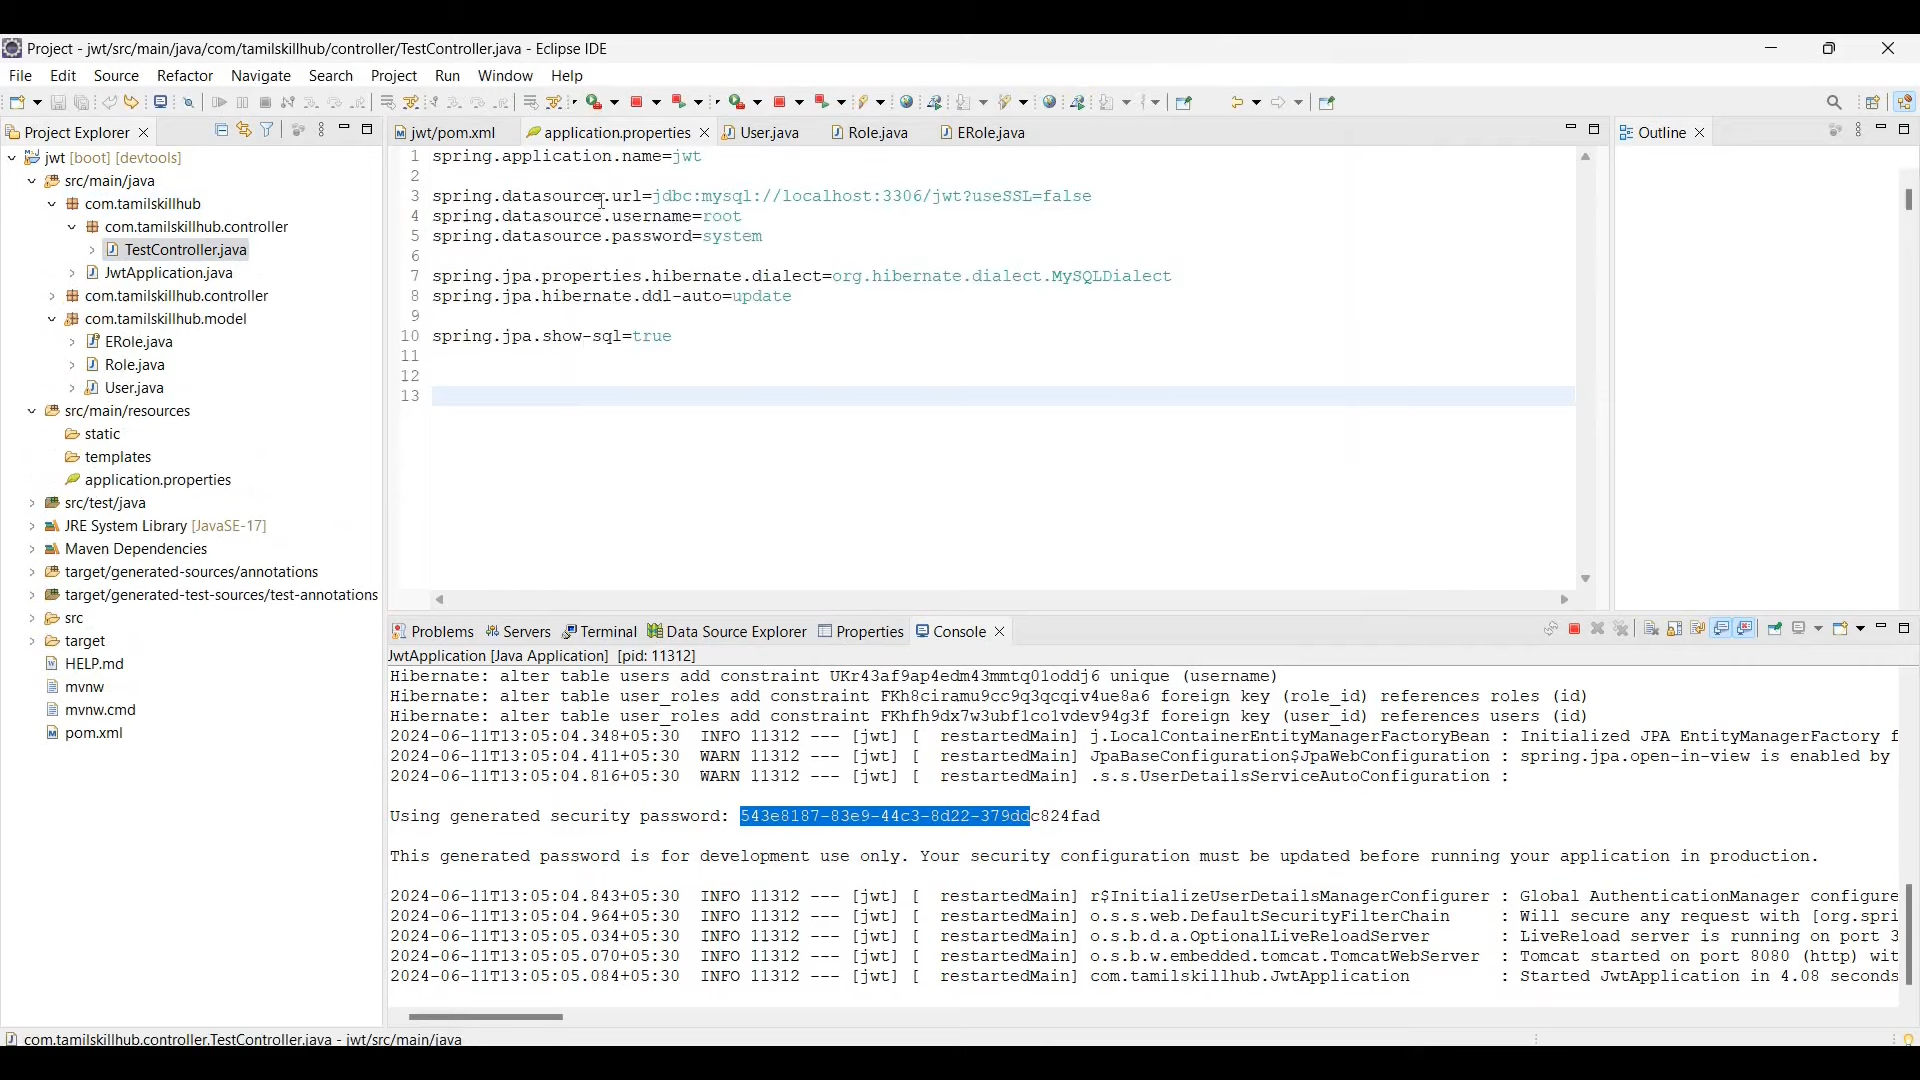 Project - jwt/src/main/java/com/tamilskillhub/controller/TestController.java - Eclipse IDE
File Edit Source Refactor Navigate Search Project Run Window Help
Project Explorer
jwt [boot] [devtools]
src/main/java
com.tamilskillhub
com.tamilskillhub.controller
TestController.java
JwtApplication.java
com.tamilskillhub.controller
com.tamilskillhub.model
ERole.java
Role.java
User.java
src/main/resources
static
templates
application.properties
src/test/java
JRE System Library [JavaSE-17]
Maven Dependencies
target/generated-sources/annotations
target/generated-test-sources/test-annotations
src
target
HELP.md
mvnw
mvnw.cmd
pom.xml
jwt/pom.xml application.properties User.java Role.java ERole.java
1 spring.application.name=jwt
2
3 spring.datasource.url=jdbc:mysql://localhost:3306/jwt?useSSL=false
4 spring.datasource.username=root
5 spring.datasource.password=system
6
7 spring.jpa.properties.hibernate.dialect=org.hibernate.dialect.MySQLDialect
8 spring.jpa.hibernate.ddl-auto=update
9
10 spring.jpa.show-sql=true
11
12
13
Outline
Problems Servers Terminal Data Source Explorer Properties Console
JwtApplication [Java Application] [pid: 11312]
Hibernate: alter table users add constraint UKr43af9ap4edm43mmtq01oddj6 unique (username)
Hibernate: alter table user_roles add constraint FKh8ciramu9cc9q3qcqiv4ue8a6 foreign key (role_id) references roles (id)
Hibernate: alter table user_roles add constraint FKhfh9dx7w3ubf1co1vdev94g3f foreign key (user_id) references users (id)
2024-06-11T13:05:04.348+05:30 INFO 11312 --- [jwt] [ restartedMain] j.LocalContainerEntityManagerFactoryBean : Initialized JPA EntityManagerFactory f
2024-06-11T13:05:04.411+05:30 WARN 11312 --- [jwt] [ restartedMain] JpaBaseConfiguration$JpaWebConfiguration : spring.jpa.open-in-view is enabled by
2024-06-11T13:05:04.816+05:30 WARN 11312 --- [jwt] [ restartedMain] .s.s.UserDetailsServiceAutoConfiguration :
Using generated security password: 543e8187-83e9-44c3-8d22-379ddc824fad
This generated password is for development use only. Your security configuration must be updated before running your application in production.
2024-06-11T13:05:04.843+05:30 INFO 11312 --- [jwt] [ restartedMain] r$InitializeUserDetailsManagerConfigurer : Global AuthenticationManager configure
2024-06-11T13:05:04.964+05:30 INFO 11312 --- [jwt] [ restartedMain] o.s.s.web.DefaultSecurityFilterChain : Will secure any request with [org.spri
2024-06-11T13:05:05.034+05:30 INFO 11312 --- [jwt] [ restartedMain] o.s.b.d.a.OptionalLiveReloadServer : LiveReload server is running on port 3
2024-06-11T13:05:05.070+05:30 INFO 11312 --- [jwt] [ restartedMain] o.s.b.w.embedded.tomcat.TomcatWebServer : Tomcat started on port 8080 (http) wit
2024-06-11T13:05:05.084+05:30 INFO 11312 --- [jwt] [ restartedMain] com.tamilskillhub.JwtApplication : Started JwtApplication in 4.08 seconds
com.tamilskillhub.controller.TestController.java - jwt/src/main/java